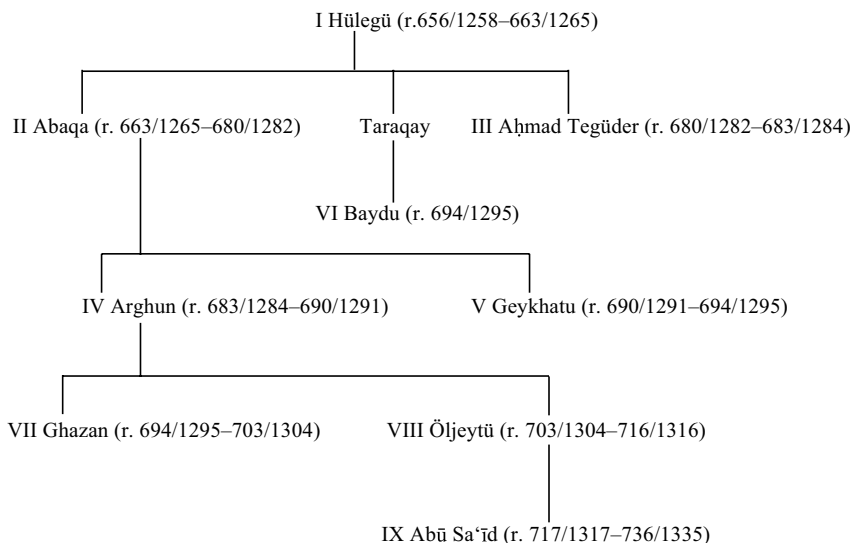 I Hülegü (r.656/1258–663/1265)
II Abaqa (r. 663/1265–680/1282)
Taraqay
III Aḥmad Tegüder (r. 680/1282–683/1284)
VI Baydu (r. 694/1295)
IV Arghun (r. 683/1284–690/1291)
V Geykhatu (r. 690/1291–694/1295)
VII Ghazan (r. 694/1295–703/1304)
VIII Öljeytü (r. 703/1304–716/1316)
IX Abū Sa‘īd (r. 717/1317–736/1335)